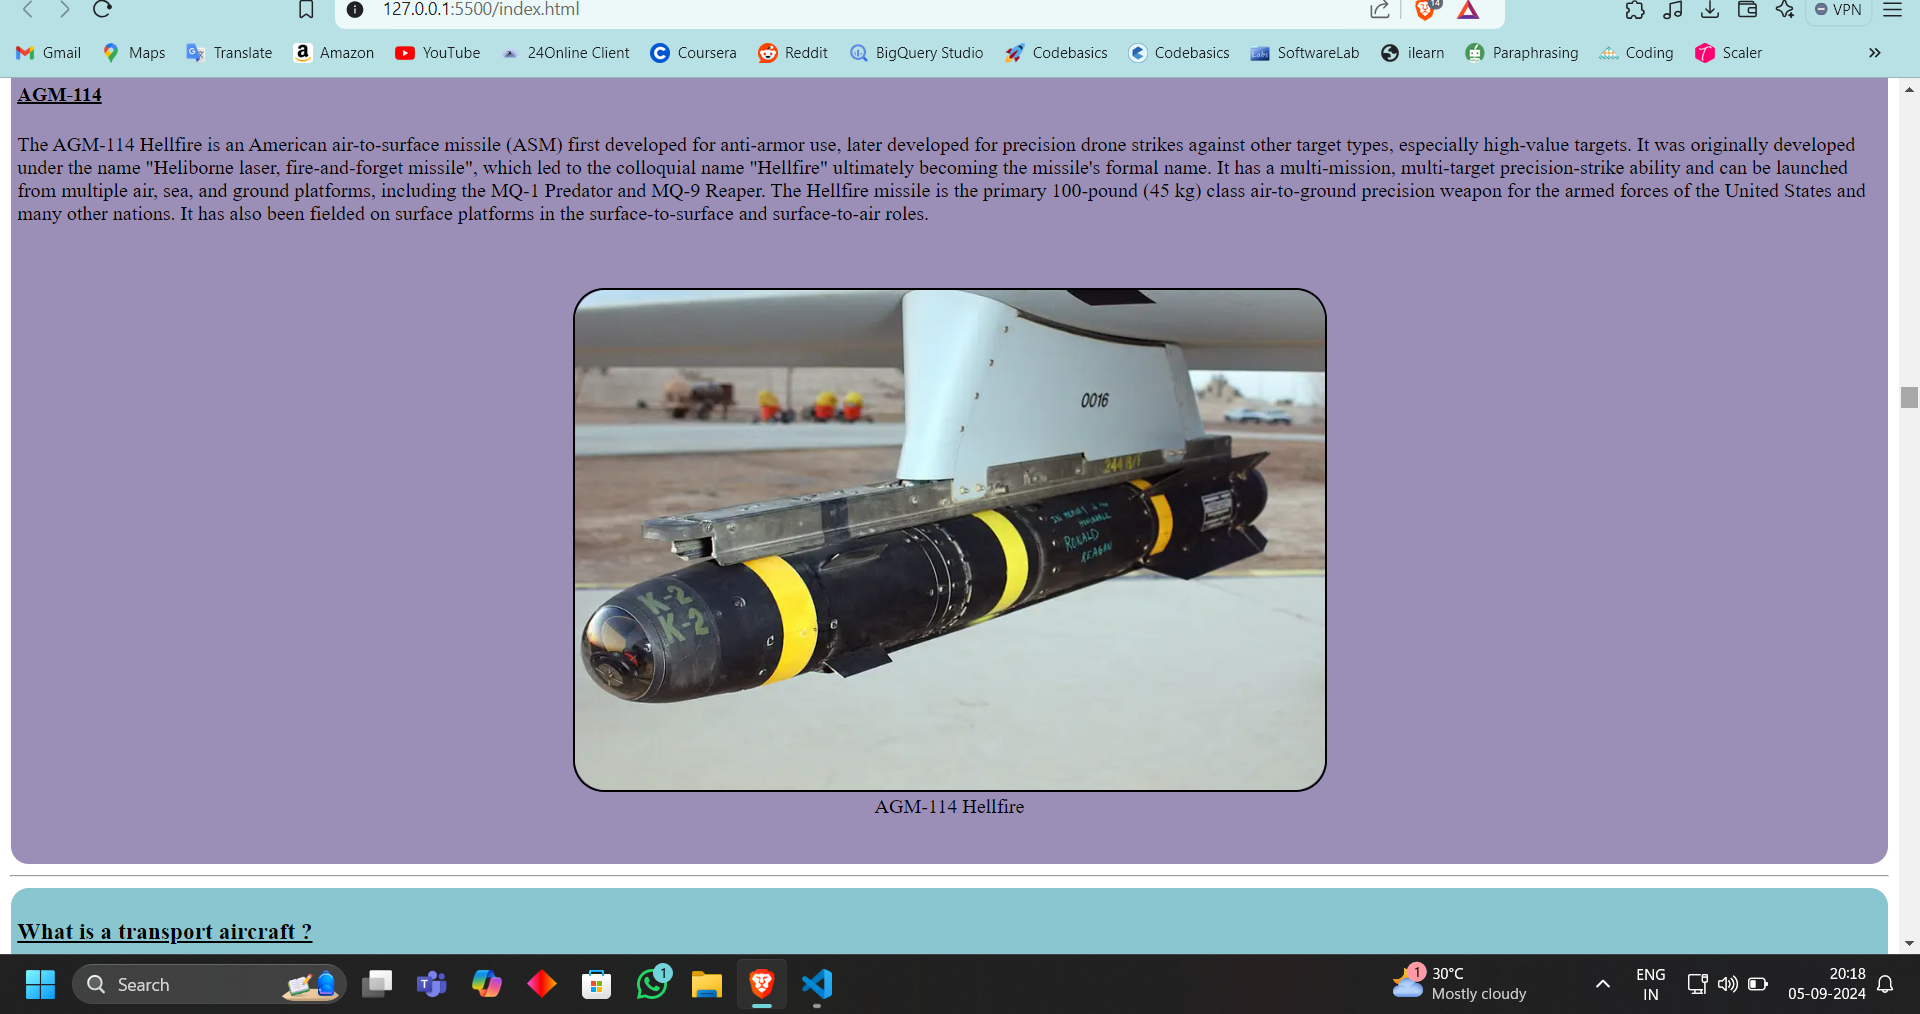 127.0.0.1:5500/index.html
14
VPN
Gmail
Maps
Translate
Amazon
YouTube
24Online Client
Coursera
Reddit
BigQuery Studio
Codebasics
Codebasics
SoftwareLab
ilearn
Paraphrasing
Coding
Scaler
»
AGM-114
The AGM-114 Hellfire is an American air-to-surface missile (ASM) first developed for anti-armor use, later developed for precision drone strikes against other target types, especially high-value targets. It was originally developed
under the name "Heliborne laser, fire-and-forget missile", which led to the colloquial name "Hellfire" ultimately becoming the missile's formal name. It has a multi-mission, multi-target precision-strike ability and can be launched
from multiple air, sea, and ground platforms, including the MQ-1 Predator and MQ-9 Reaper. The Hellfire missile is the primary 100-pound (45 kg) class air-to-ground precision weapon for the armed forces of the United States and
many other nations. It has also been fielded on surface platforms in the surface-to-surface and surface-to-air roles.
0016
RONALD
REAGAN
K-2
K-2
AGM-114 Hellfire
What is a transport aircraft ?
Search
1
1
30°C
Mostly cloudy
ENG
IN
20:18
05-09-2024